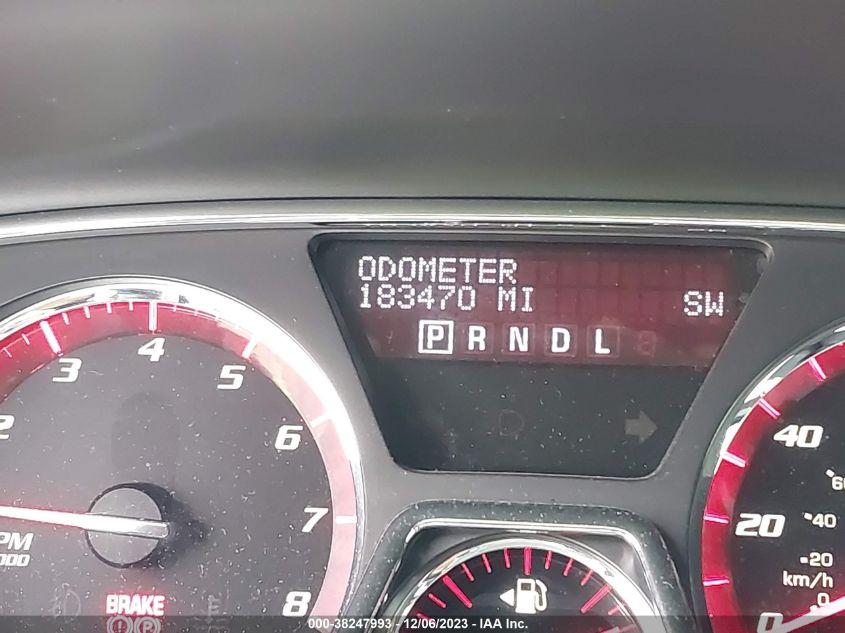 ODOMETER
183470 MI SW
P R N D L
2 3 4 5 6 7 8
PM
000
BRAKE
P
40
20
0
60
40
20
km/h
0
000-38247993 - 12/06/2023 - IAA Inc.